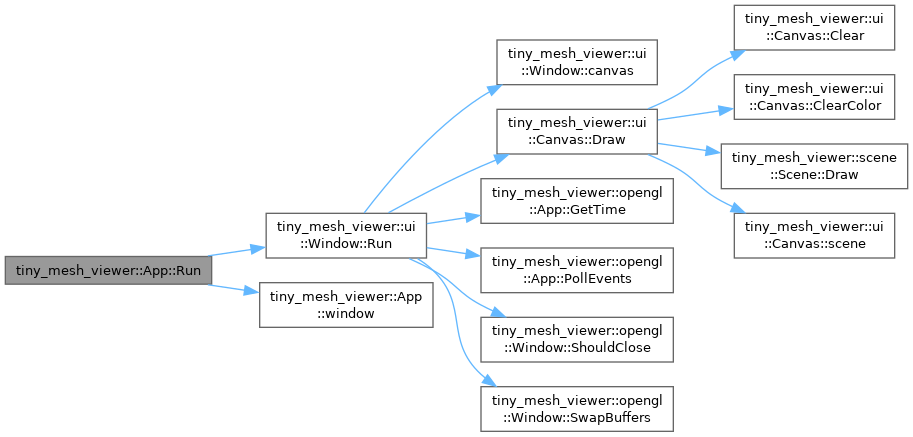 tiny_mesh_viewer::App::Run
tiny_mesh_viewer::ui
::Window::Run
tiny_mesh_viewer::App
::window
tiny_mesh_viewer::ui
::Window::canvas
tiny_mesh_viewer::ui
::Canvas::Draw
tiny_mesh_viewer::opengl
::App::GetTime
tiny_mesh_viewer::opengl
::App::PollEvents
tiny_mesh_viewer::opengl
::Window::ShouldClose
tiny_mesh_viewer::opengl
::Window::SwapBuffers
tiny_mesh_viewer::ui
::Canvas::Clear
tiny_mesh_viewer::ui
::Canvas::ClearColor
tiny_mesh_viewer::scene
::Scene::Draw
tiny_mesh_viewer::ui
::Canvas::scene